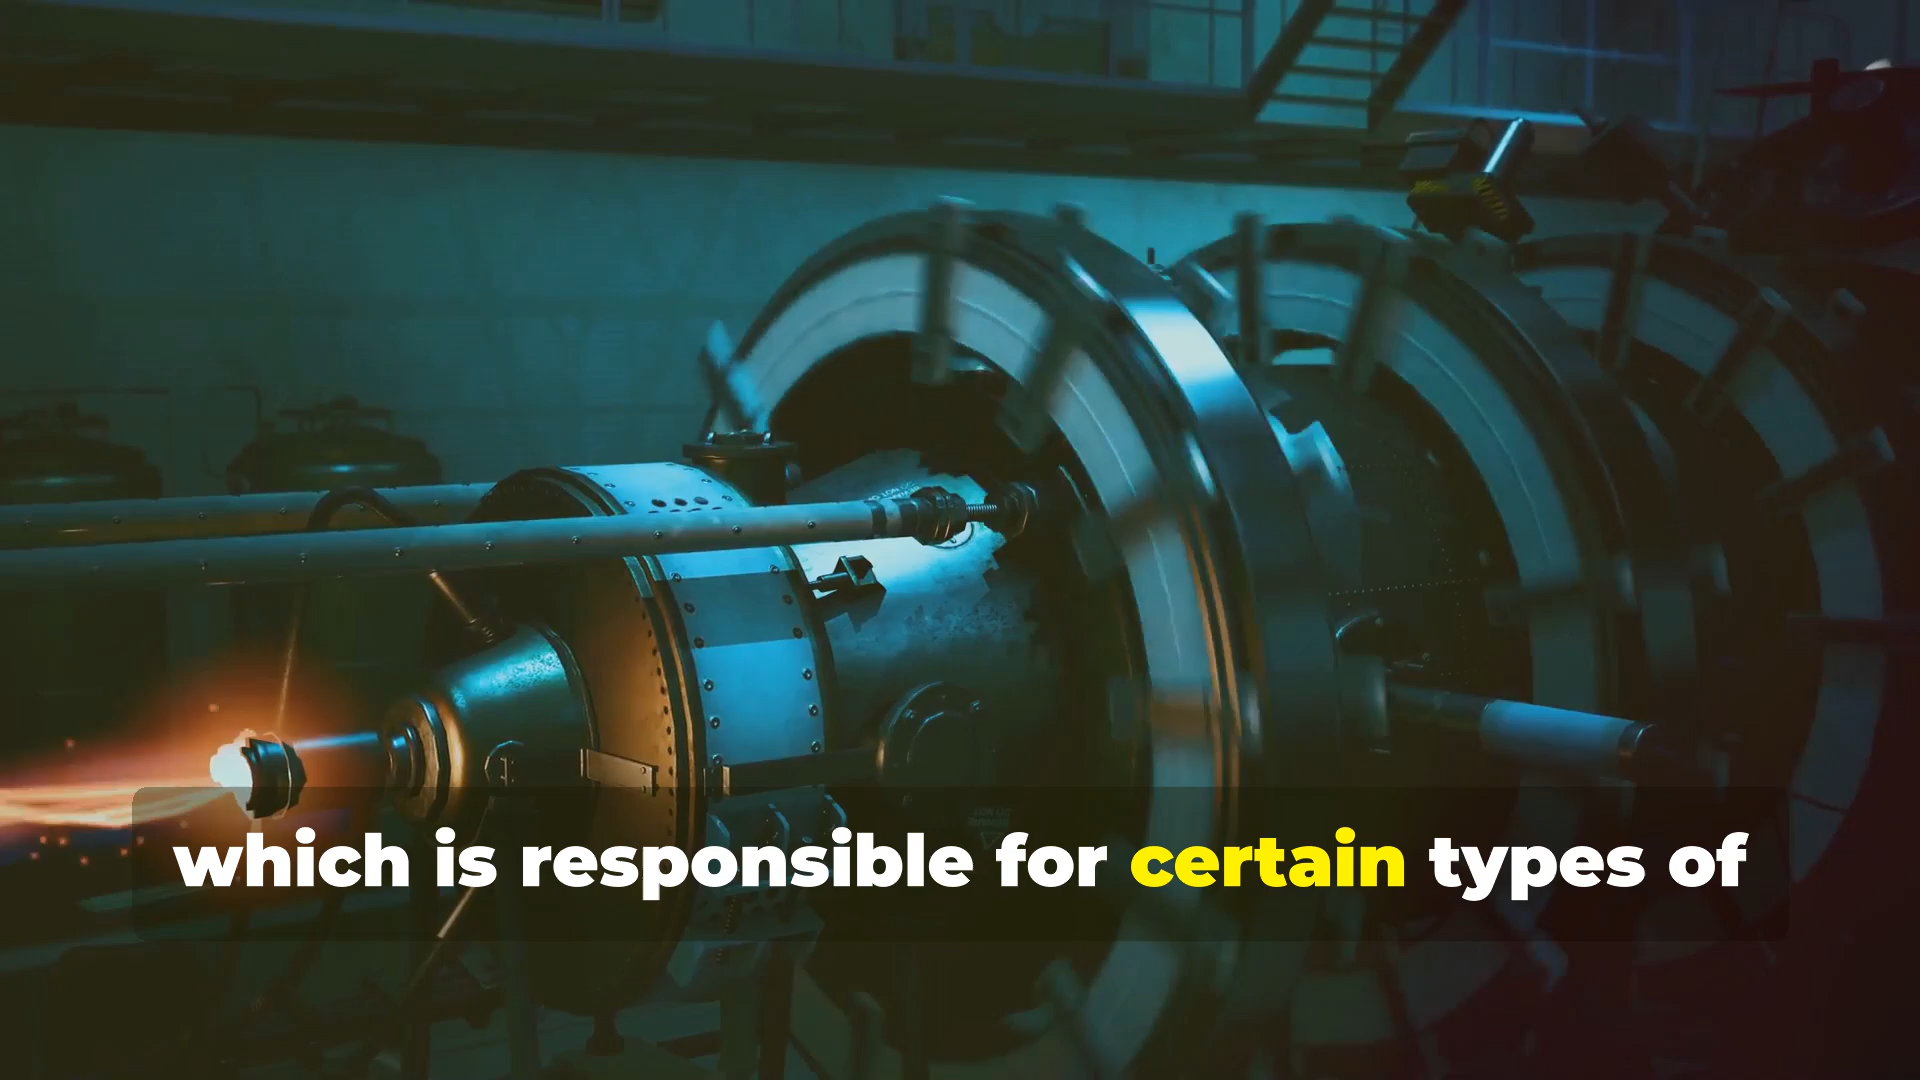 which is responsible for certain types of